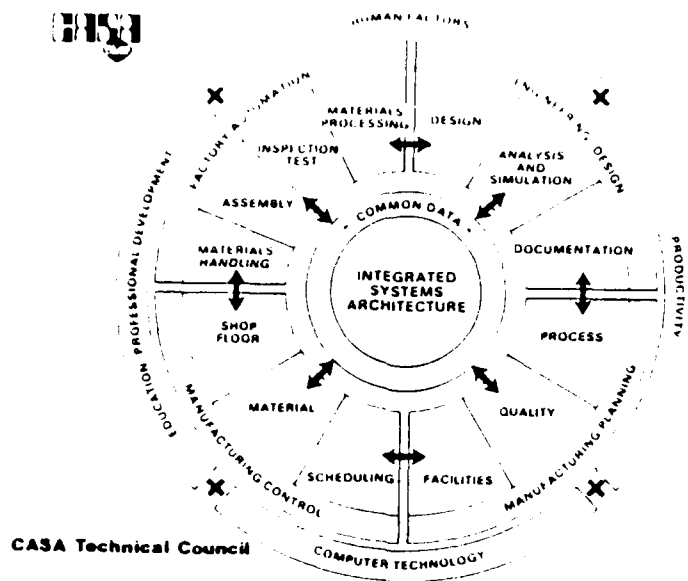 HUMAN FACTORS
FACTORY AUTOMATION
ENGINEERING DESIGN
MATERIALS
PROCESSING
DESIGN
INSPECTION
TEST
ANALYSIS
AND
SIMULATION
ASSEMBLY
COMMON DATA
EDUCATION PROFESSIONAL DEVELOPMENT
PRODUCTIVITY
MATERIALS
HANDLING
DOCUMENTATION
INTEGRATED
SYSTEMS
ARCHITECTURE
SHOP
FLOOR
PROCESS
MATERIAL
QUALITY
MANUFACTURING CONTROL
MANUFACTURING PLANNING
SCHEDULING
FACILITIES
CASA Technical Council
COMPUTER TECHNOLOGY